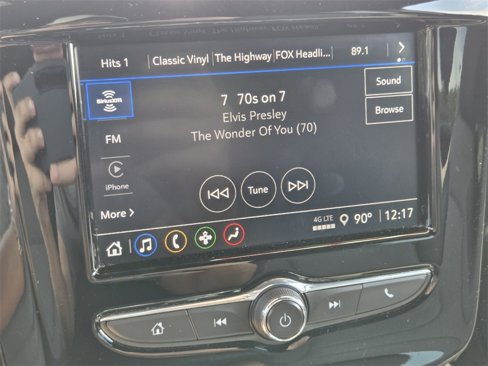 Hits 1 Classic Vinyl The Highway FOX Headli... 89.1
SiriusXM
7 70s on 7
Elvis Presley
The Wonder Of You (70)
Sound
Browse
FM
iPhone
Tune
More
4G LTE 90° 12:17